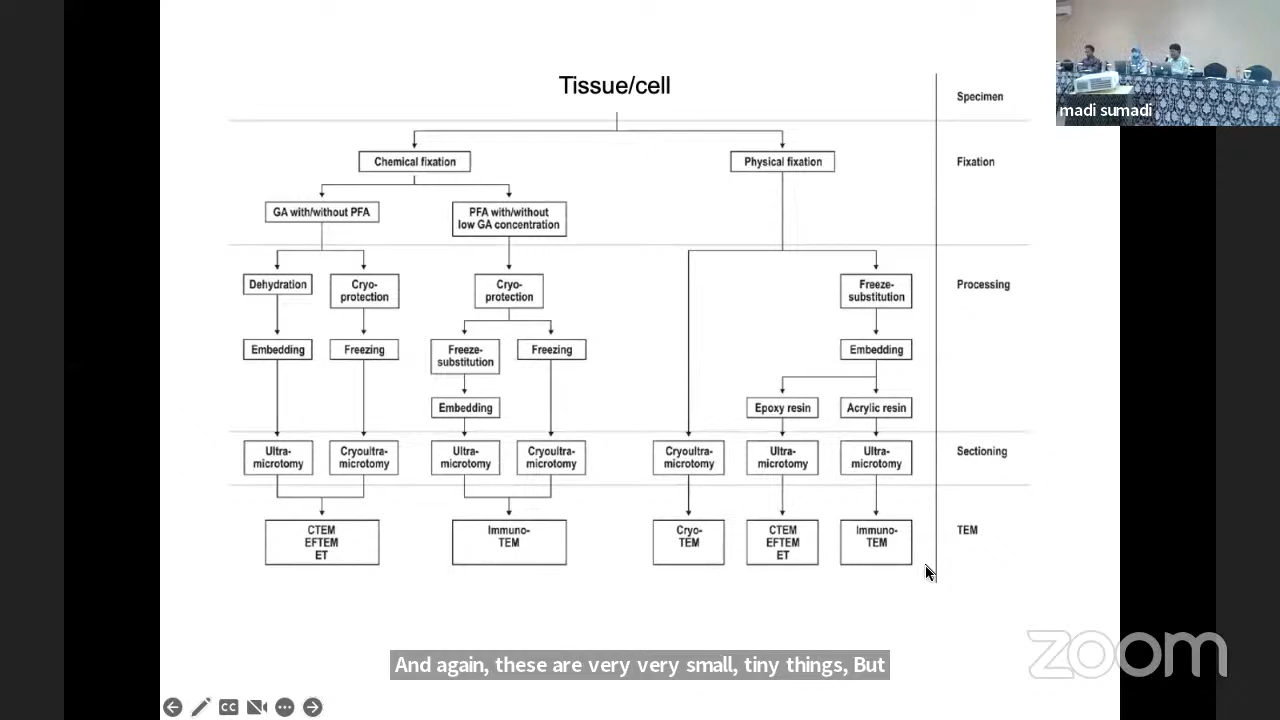 Tissue/cell
Specimen
madi sumadi
Chemical fixation
Physical fixation
Fixation
GA with/without PFA
PFA with/without
low GA concentration
Dehydration
Cryo-
protection
Cryo-
protection
Freeze-
substitution
Processing
Embedding
Freezing
Freeze-
substitution
Freezing
Embedding
Embedding
Epoxy resin
Acrylic resin
Ultra-
microtomy
Cryoultra-
microtomy
Ultra-
microtomy
Cryoultra-
microtomy
Cryoultra-
microtomy
Ultra-
microtomy
Ultra-
microtomy
Sectioning
CTEM
EFTEM
ET
Immuno-
TEM
Cryo-
TEM
CTEM
EFTEM
ET
Immuno-
TEM
TEM
And again, these are very very small, tiny things, But
zoom
CC